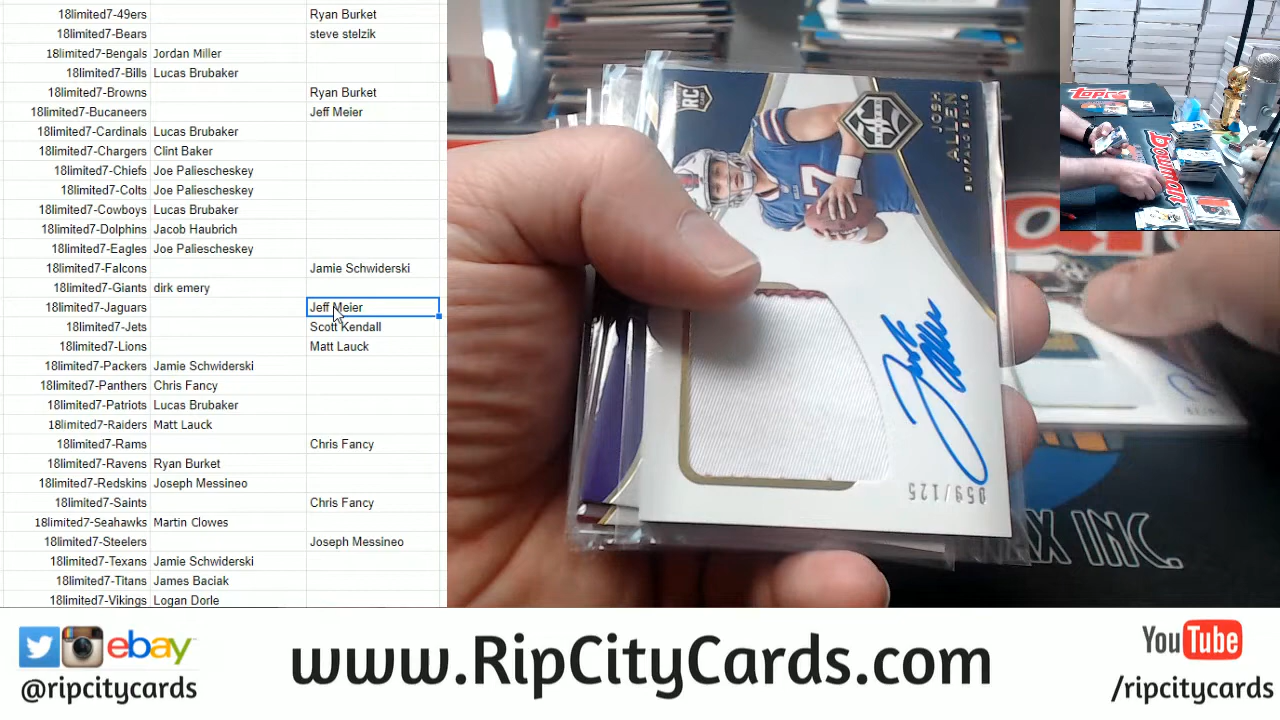 18limited7-49ers Ryan Burket
18limited7-Bears steve stelzik
18limited7-Bengals Jordan Miller
18limited7-Bills Lucas Brubaker
18limited7-Browns Ryan Burket
18limited7-Bucaneers Jeff Meier
18limited7-Cardinals Lucas Brubaker
18limited7-Chargers Clint Baker
18limited7-Chiefs Joe Paliescheskey
18limited7-Colts Joe Paliescheskey
18limited7-Cowboys Lucas Brubaker
18limited7-Dolphins Jacob Haubrich
18limited7-Eagles Joe Paliescheskey
18limited7-Falcons Jamie Schwiderski
18limited7-Giants dirk emery
18limited7-Jaguars Jeff Meier
18limited7-Jets Scott Kendall
18limited7-Lions Matt Lauck
18limited7-Packers Jamie Schwiderski
18limited7-Panthers Chris Fancy
18limited7-Patriots Lucas Brubaker
18limited7-Raiders Matt Lauck
18limited7-Rams Chris Fancy
18limited7-Ravens Ryan Burket
18limited7-Redskins Joseph Messineo
18limited7-Saints Chris Fancy
18limited7-Seahawks Martin Clowes
18limited7-Steelers Joseph Messineo
18limited7-Texans Jamie Schwiderski
18limited7-Titans James Baciak
18limited7-Vikings Logan Dorle
RC
JOSH
ALLEN
BUFFALO BILLS
17
Josh Allen
059/125
INC.
Topps
Bowman
ebay
@ripcitycards
www.RipCityCards.com
YouTube
/ripcitycards